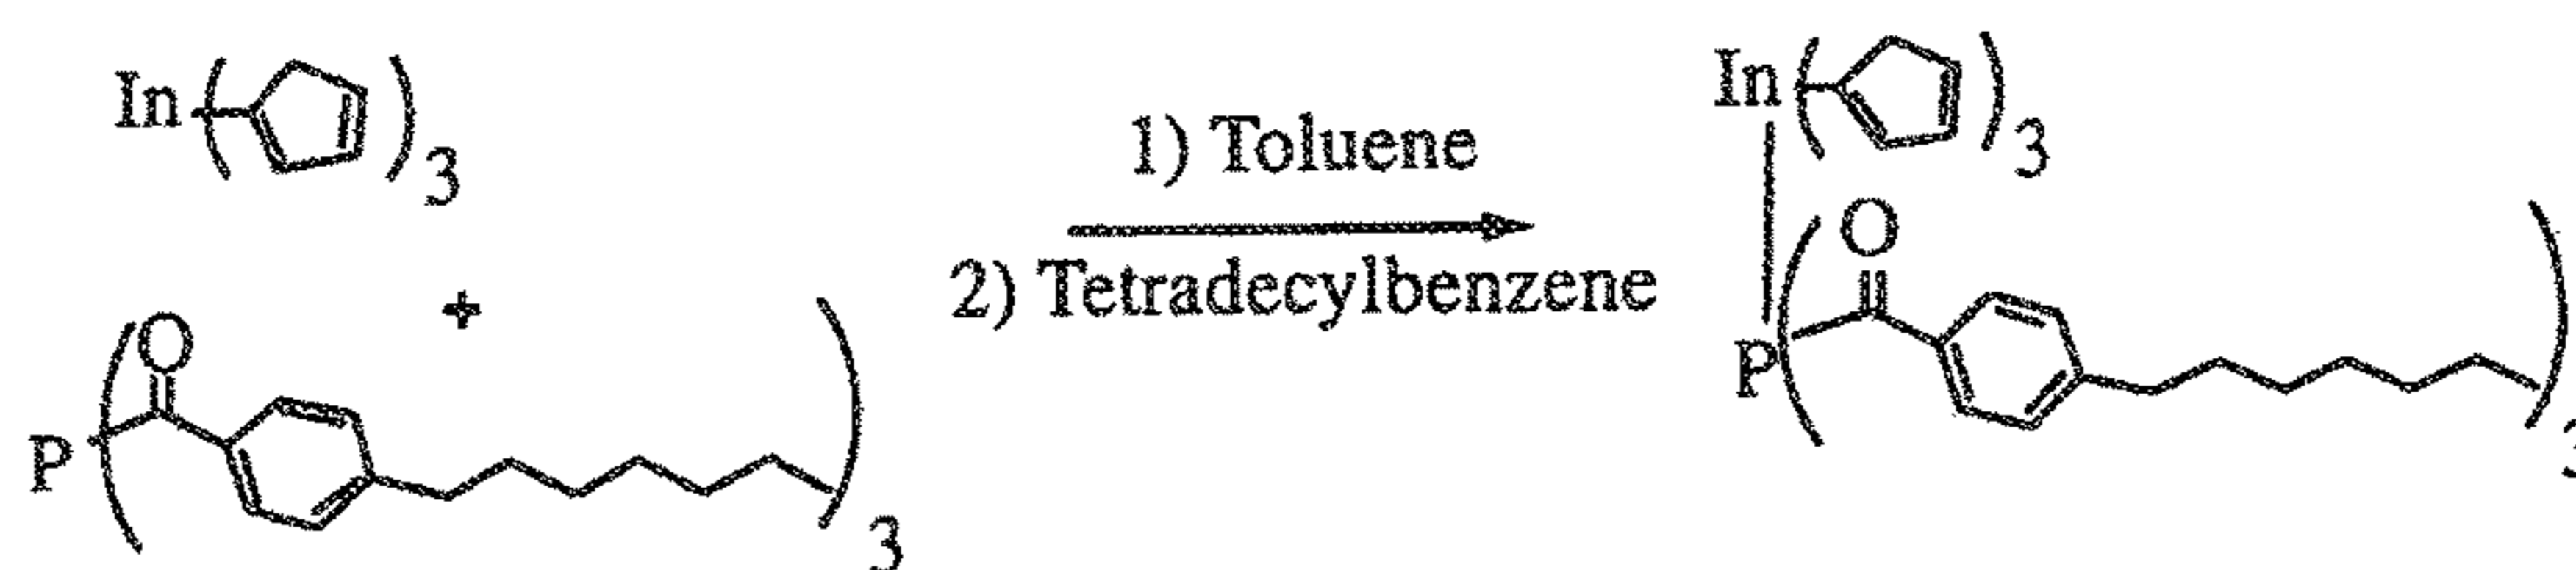 In 3
1) Toluene
2) Tetradecylbenzene
+
O
P 3
In 3
O
P 3